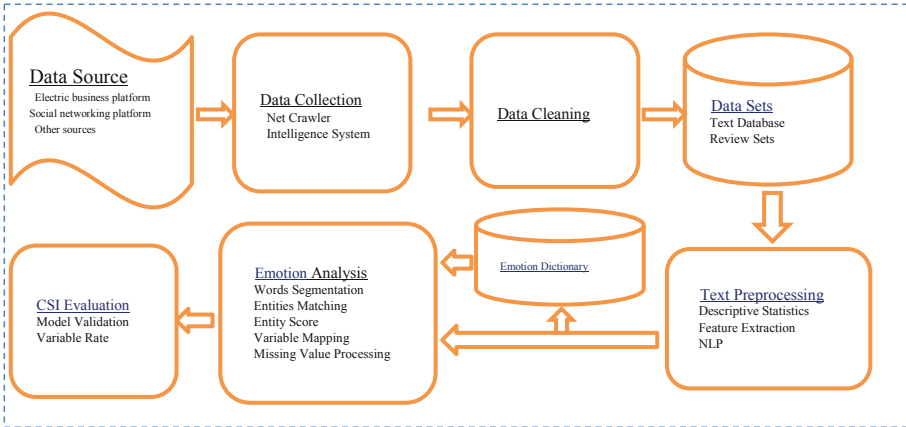 Data Source
Electric business platform
Social networking platform
Other sources
Data Collection
Net Crawler
Intelligence System
Data Cleaning
Data Sets
Text Database
Review Sets
Text Preprocessing
Descriptive Statistics
Feature Extraction
NLP
Emotion Dictionary
Emotion Analysis
Words Segmentation
Entities Matching
Entity Score
Variable Mapping
Missing Value Processing
CSI Evaluation
Model Validation
Variable Rate